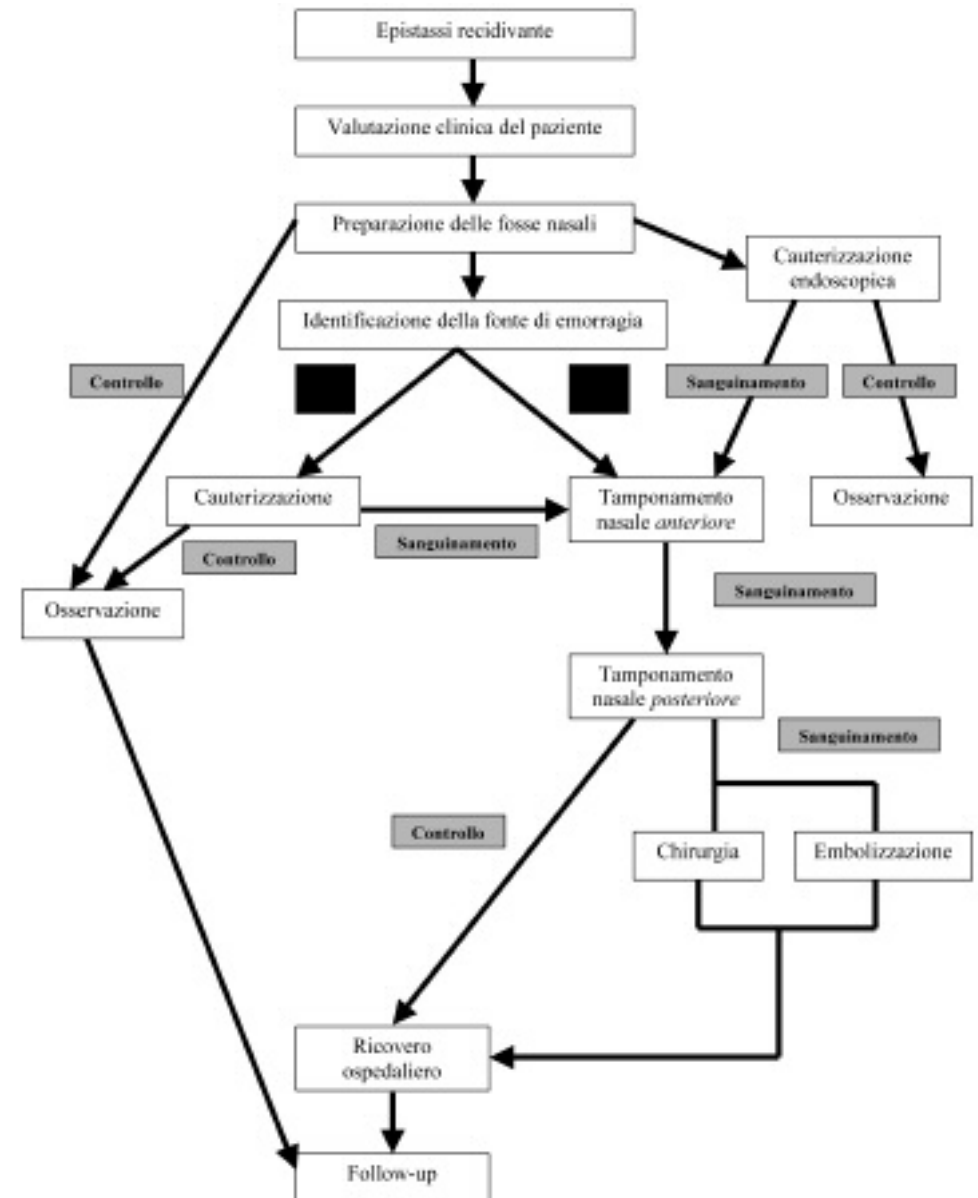 Epistassi recidivante
Valutazione clinica del paziente
Preparazione delle fosse nasali
Cauterizzazione
endoscopica
Identificazione della fonte di emorragia
Controllo
Sanguinamento
Controllo
Cauterizzazione
Tamponamento
nasale anteriore
Osservazione
Sanguinamento
Controllo
Sanguinamento
Osservazione
Tamponamento
nasale posteriore
Sanguinamento
Controllo
Chirurgia
Embolizzazione
Ricovero
ospedaliero
Follow-up